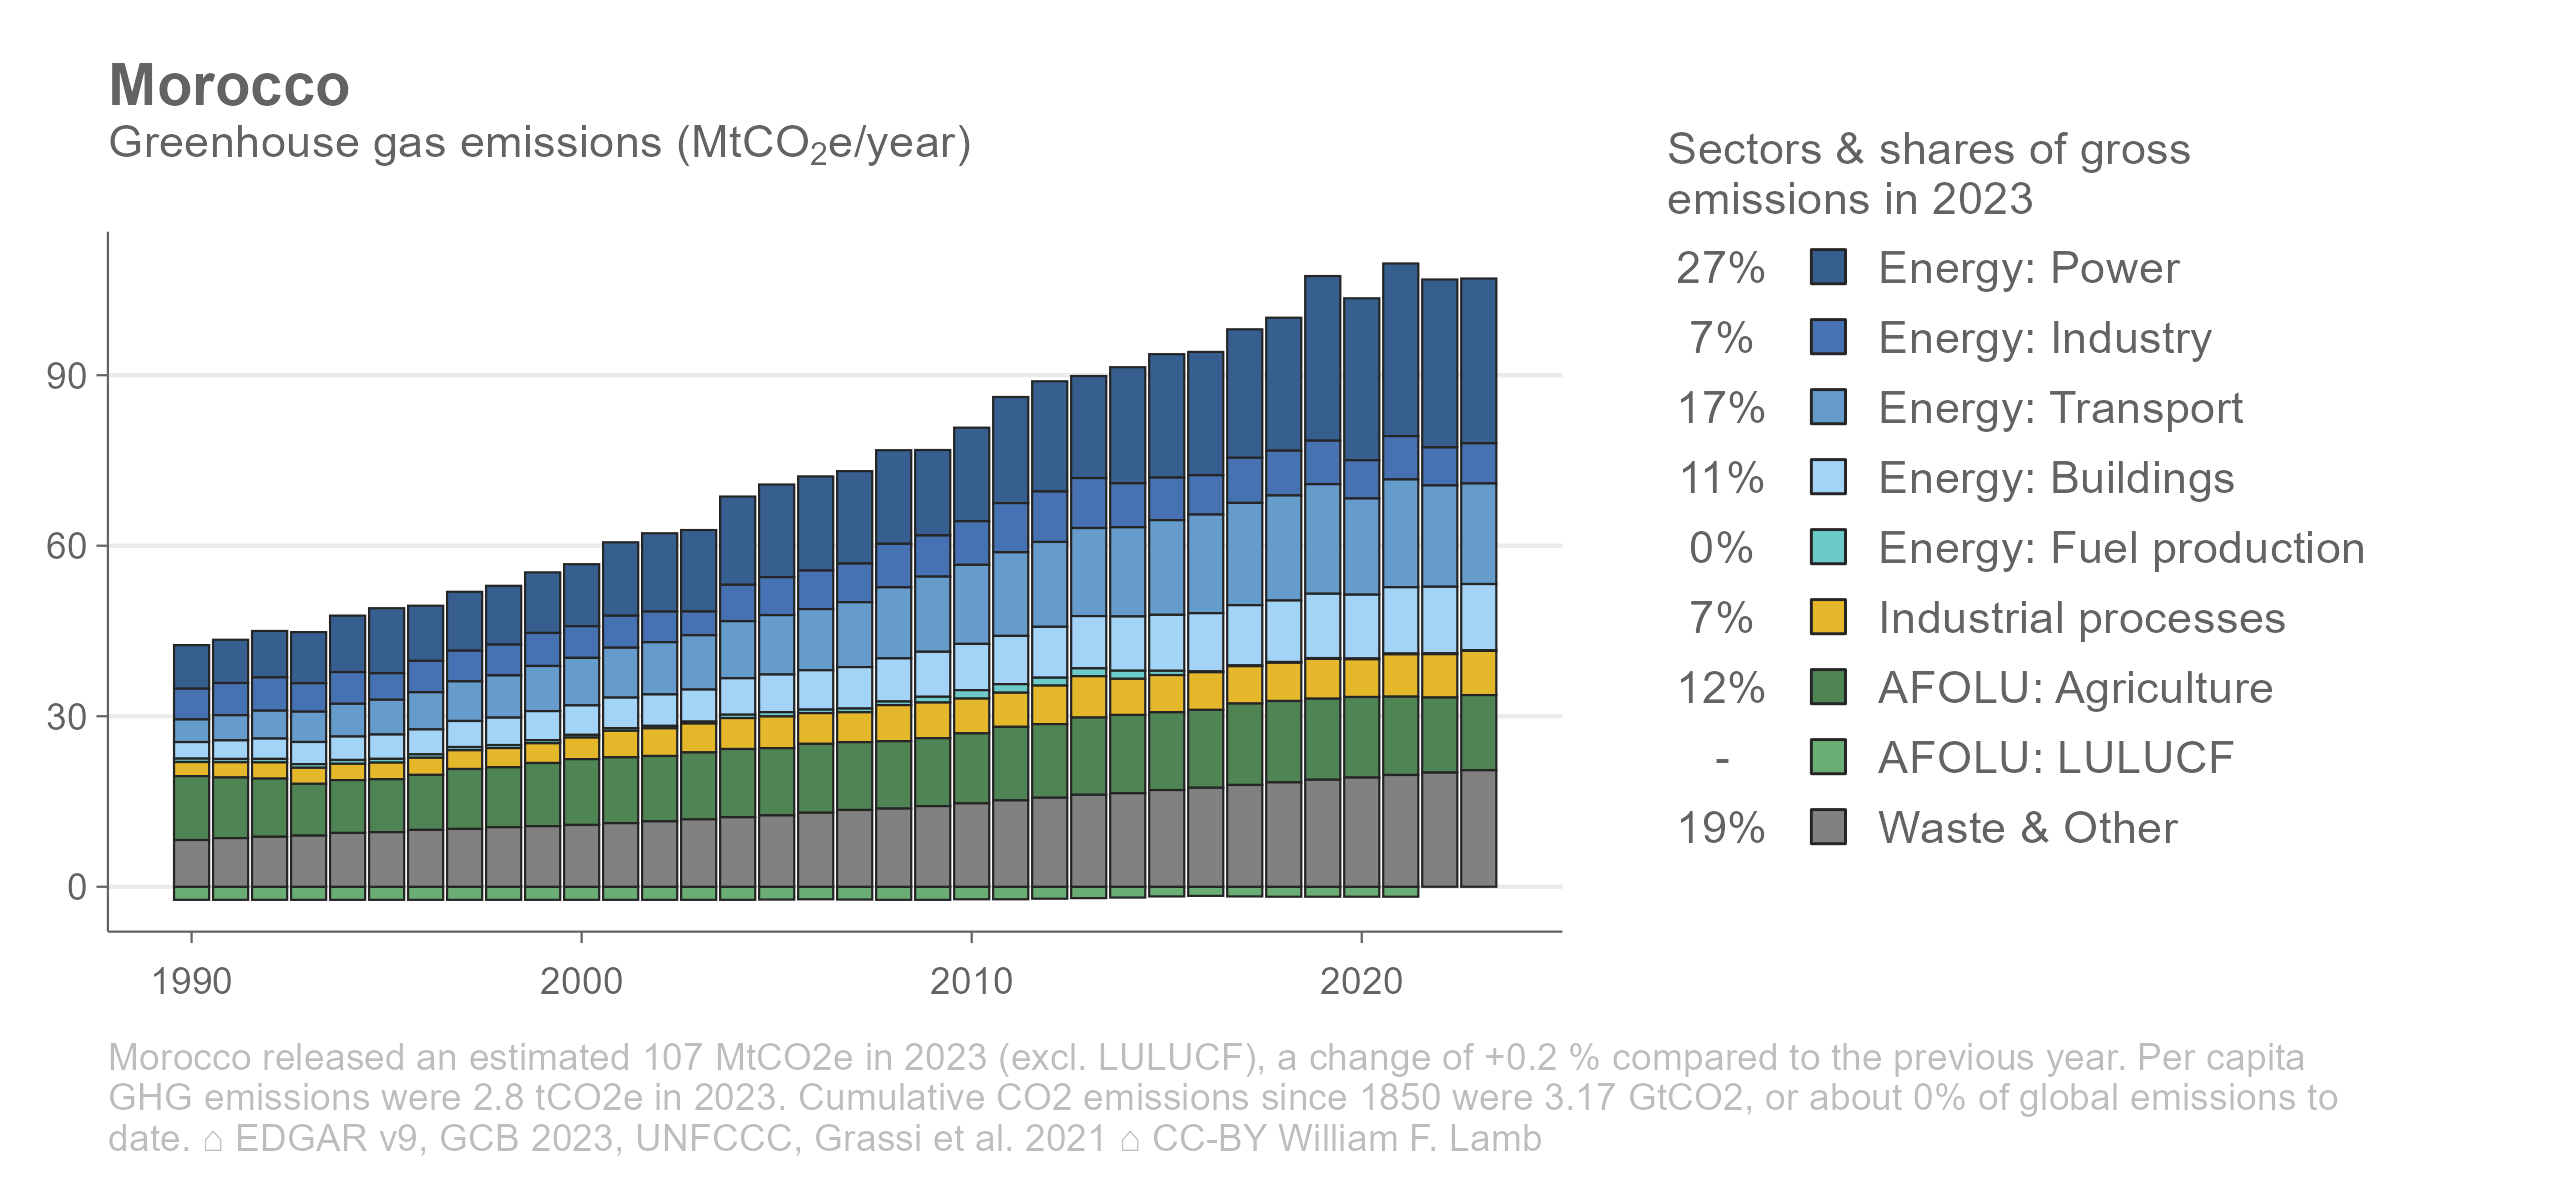 Morocco
Greenhouse gas emissions (MtCO₂e/year)
90
60
30
0
1990 2000 2010 2020
Sectors & shares of gross
emissions in 2023
27% Energy: Power
7% Energy: Industry
17% Energy: Transport
11% Energy: Buildings
0% Energy: Fuel production
7% Industrial processes
12% AFOLU: Agriculture
- AFOLU: LULUCF
19% Waste & Other
Morocco released an estimated 107 MtCO2e in 2023 (excl. LULUCF), a change of +0.2 % compared to the previous year. Per capita
GHG emissions were 2.8 tCO2e in 2023. Cumulative CO2 emissions since 1850 were 3.17 GtCO2, or about 0% of global emissions to
date. ⌂ EDGAR v9, GCB 2023, UNFCCC, Grassi et al. 2021 ⌂ CC-BY William F. Lamb